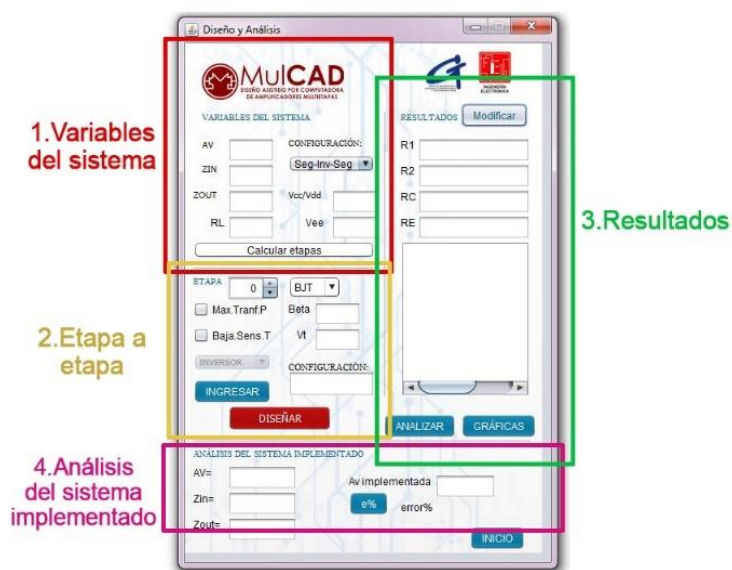 Diseño y Análisis
1.Variables
del sistema
MulCAD
DISEÑO ASISTIDO POR COMPUTADORA
DE AMPLIFICADORES MULTIETAPAS
VARIABLES DEL SISTEMA
AV
CONFIGURACIÓN:
ZIN
Seg-Inv-Seg
ZOUT
Vcc/Vdd
RL
Vee
Calcular etapas
2.Etapa a
etapa
ETAPA
0
BJT
Max.Tranf.P
Beta
Baja.Sens.T
Vt
INVERSOR
CONFIGURACIÓN:
INGRESAR
DISEÑAR
3.Resultados
INGENIERIA
ELECTRONICA
RESULTADOS
Modificar
R1
R2
RC
RE
ANALIZAR
GRÁFICAS
4.Análisis
del sistema
implementado
ANÁLISIS DEL SISTEMA IMPLEMENTADO
AV=
Av implementada
Zin=
e%
error%
Zout=
INICIO